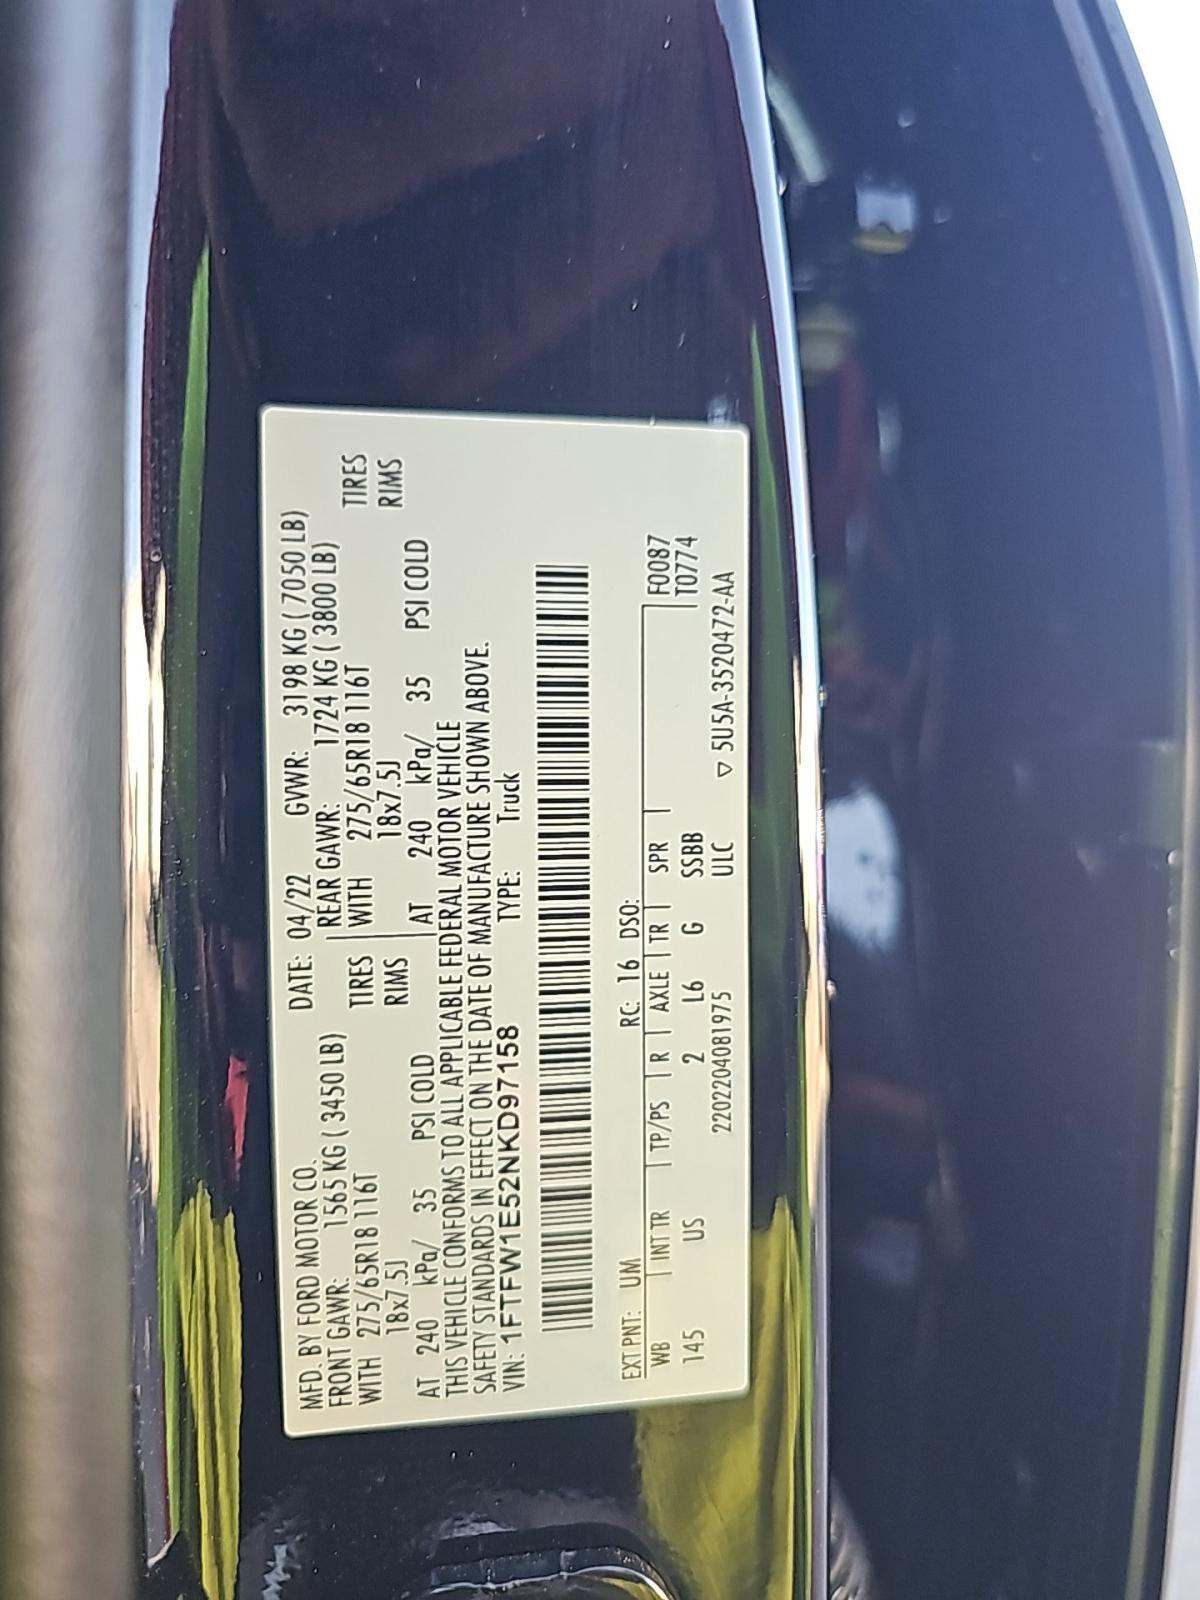 MFD. BY FORD MOTOR CO. DATE: 04/22 GVWR: 3198 KG ( 7050 LB)
FRONT GAWR: 1565 KG ( 3450 LB) REAR GAWR: 1724 KG ( 3800 LB)
WITH 275/65R18 116T TIRES WITH 275/65R18 116T TIRES
18x7.5J RIMS 18x7.5J RIMS
AT 240 kPa/ 35 PSI COLD AT 240 kPa/ 35 PSI COLD
THIS VEHICLE CONFORMS TO ALL APPLICABLE FEDERAL MOTOR VEHICLE
SAFETY STANDARDS IN EFFECT ON THE DATE OF MANUFACTURE SHOWN ABOVE.
VIN: 1FTFW1E52NKD97158 TYPE: Truck
EXT PNT: UM RC: 16 DSO: F0087
WB INT TR TP/PS R AXLE TR SPR T0774
145 US 2 L6 G SSBB
2202204081975 ULC ▽ 5U5A-3520472-AA